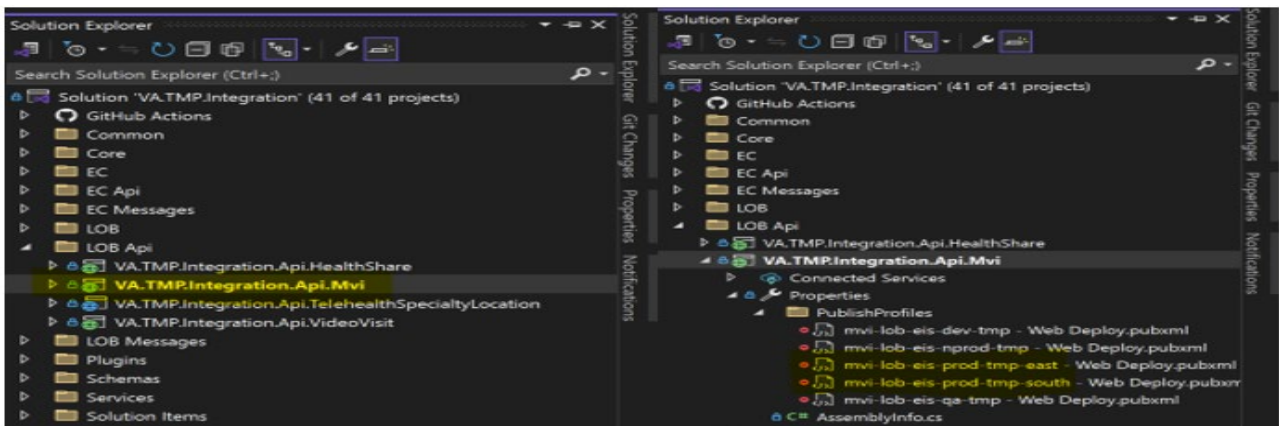 Solution Explorer
Search Solution Explorer (Ctrl+;)
Solution 'VA.TMP.Integration' (41 of 41 projects)
GitHub Actions
Common
Core
EC
EC Api
EC Messages
LOB
LOB Api
VA.TMP.Integration.Api.HealthShare
VA.TMP.Integration.Api.Mvi
VA.TMP.Integration.Api.TelehealthSpecialtyLocation
VA.TMP.Integration.Api.VideoVisit
LOB Messages
Plugins
Schemas
Services
Solution Items
Solution Explorer
Git Changes
Properties
Notifications
Solution Explorer
Search Solution Explorer (Ctrl+;)
Solution 'VA.TMP.Integration' (41 of 41 projects)
GitHub Actions
Common
Core
EC
EC Api
EC Messages
LOB
LOB Api
VA.TMP.Integration.Api.HealthShare
VA.TMP.Integration.Api.Mvi
Connected Services
Properties
PublishProfiles
mvi-lob-eis-dev-tmp - Web Deploy.pubxml
mvi-lob-eis-nprod-tmp - Web Deploy.pubxml
mvi-lob-eis-prod-tmp-east - Web Deploy.pubxml
mvi-lob-eis-prod-tmp-south - Web Deploy.pubxm
mvi-lob-eis-qa-tmp - Web Deploy.pubxml
C# AssemblyInfo.cs
Solution Explorer
Git Changes
Properties
Notifications